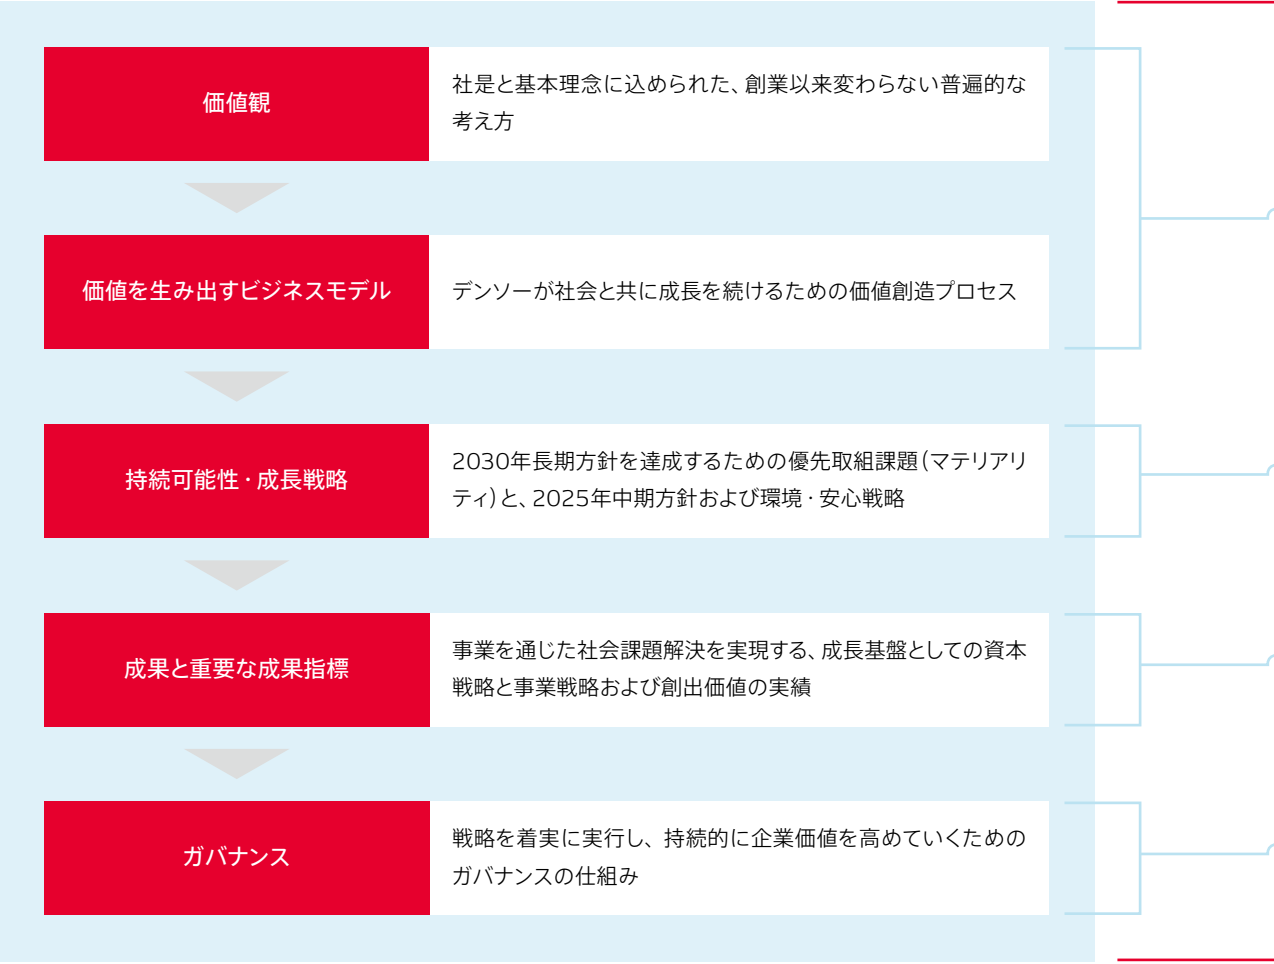 価値観
社是と基本理念に込められた、創業以来変わらない普遍的な
考え方
価値を生み出すビジネスモデル
デンソーが社会と共に成長を続けるための価値創造プロセス
持続可能性・成長戦略
2030年長期方針を達成するための優先取組課題（マテリアリ
ティ）と、2025年中期方針および環境・安心戦略
成果と重要な成果指標
事業を通じた社会課題解決を実現する、成長基盤としての資本
戦略と事業戦略および創出価値の実績
ガバナンス
戦略を着実に実行し、持続的に企業価値を高めていくための
ガバナンスの仕組み